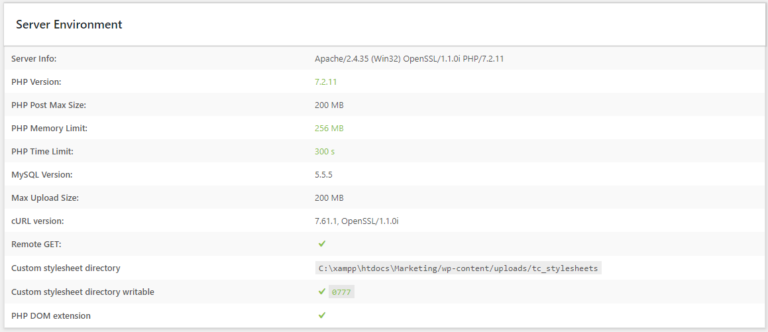 Server Environment
Server Info: Apache/2.4.35 (Win32) OpenSSL/1.1.0i PHP/7.2.11
PHP Version: 7.2.11
PHP Post Max Size: 200 MB
PHP Memory Limit: 256 MB
PHP Time Limit: 300 s
MySQL Version: 5.5.5
Max Upload Size: 200 MB
cURL version: 7.61.1, OpenSSL/1.1.0i
Remote GET: ✔
Custom stylesheet directory C:\xampp\htdocs\Marketing/wp-content/uploads/tc_stylesheets
Custom stylesheet directory writable ✔ 0777
PHP DOM extension ✔